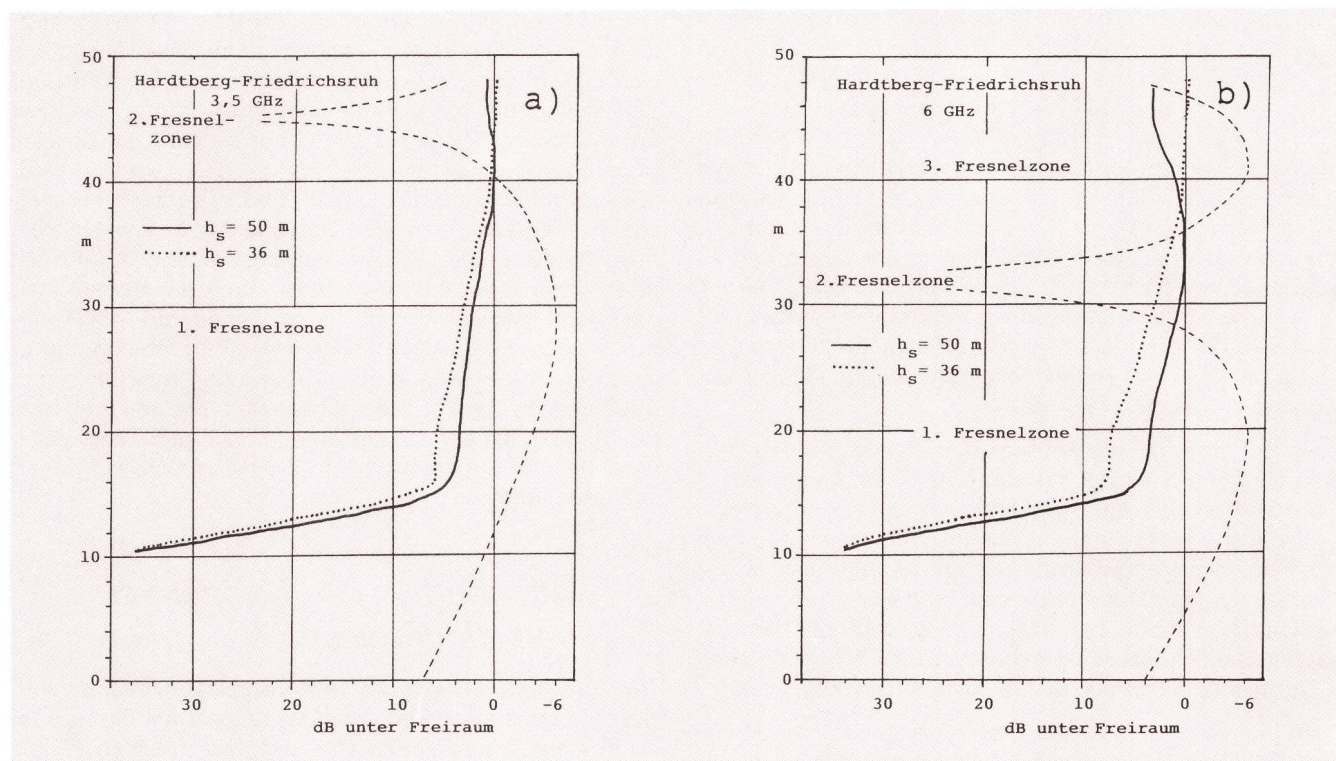 50
Hardtberg-Friedrichsruh
3,5 GHz
a)
2.Fresnel-
zone
40
h_s= 50 m
m
h_s= 36 m
30
1. Fresnelzone
20
10
0
30 20 10 0 -6
dB unter Freiraum
50
Hardtberg-Friedrichsruh
6 GHz
b)
3. Fresnelzone
40
m
2.Fresnelzone
30
h_s= 50 m
h_s= 36 m
20
1. Fresnelzone
10
0
30 20 10 0 -6
dB unter Freiraum